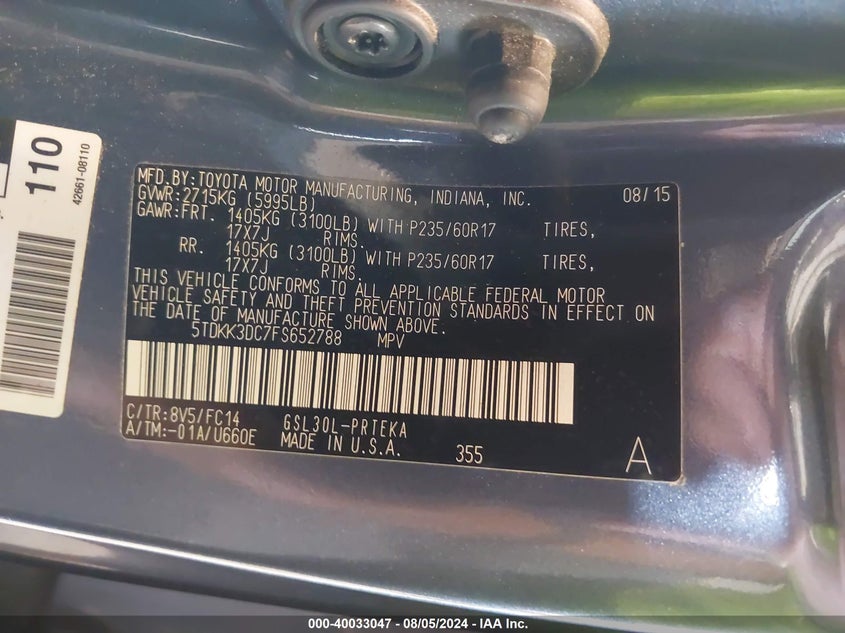 110
42661-08110
MFD.BY:TOYOTA MOTOR MANUFACTURING, INDIANA, INC. 08/15
GVWR:2715KG (5995LB)
GAWR:FRT. 1405KG (3100LB) WITH P235/60R17 TIRES,
17X7J RIMS.
RR. 1405KG (3100LB) WITH P235/60R17 TIRES,
17X7J RIMS.
THIS VEHICLE CONFORMS TO ALL APPLICABLE FEDERAL MOTOR
VEHICLE SAFETY AND THEFT PREVENTION STANDARDS IN EFFECT ON
THE DATE OF MANUFACTURE SHOWN ABOVE.
5TDKK3DC7FS652788 MPV
C/TR:8V5/FC14 GSL30L-PRTEKA
A/TM:-01A/U660E MADE IN U.S.A. 355 A
000-40033047 - 08/05/2024 - IAA Inc.